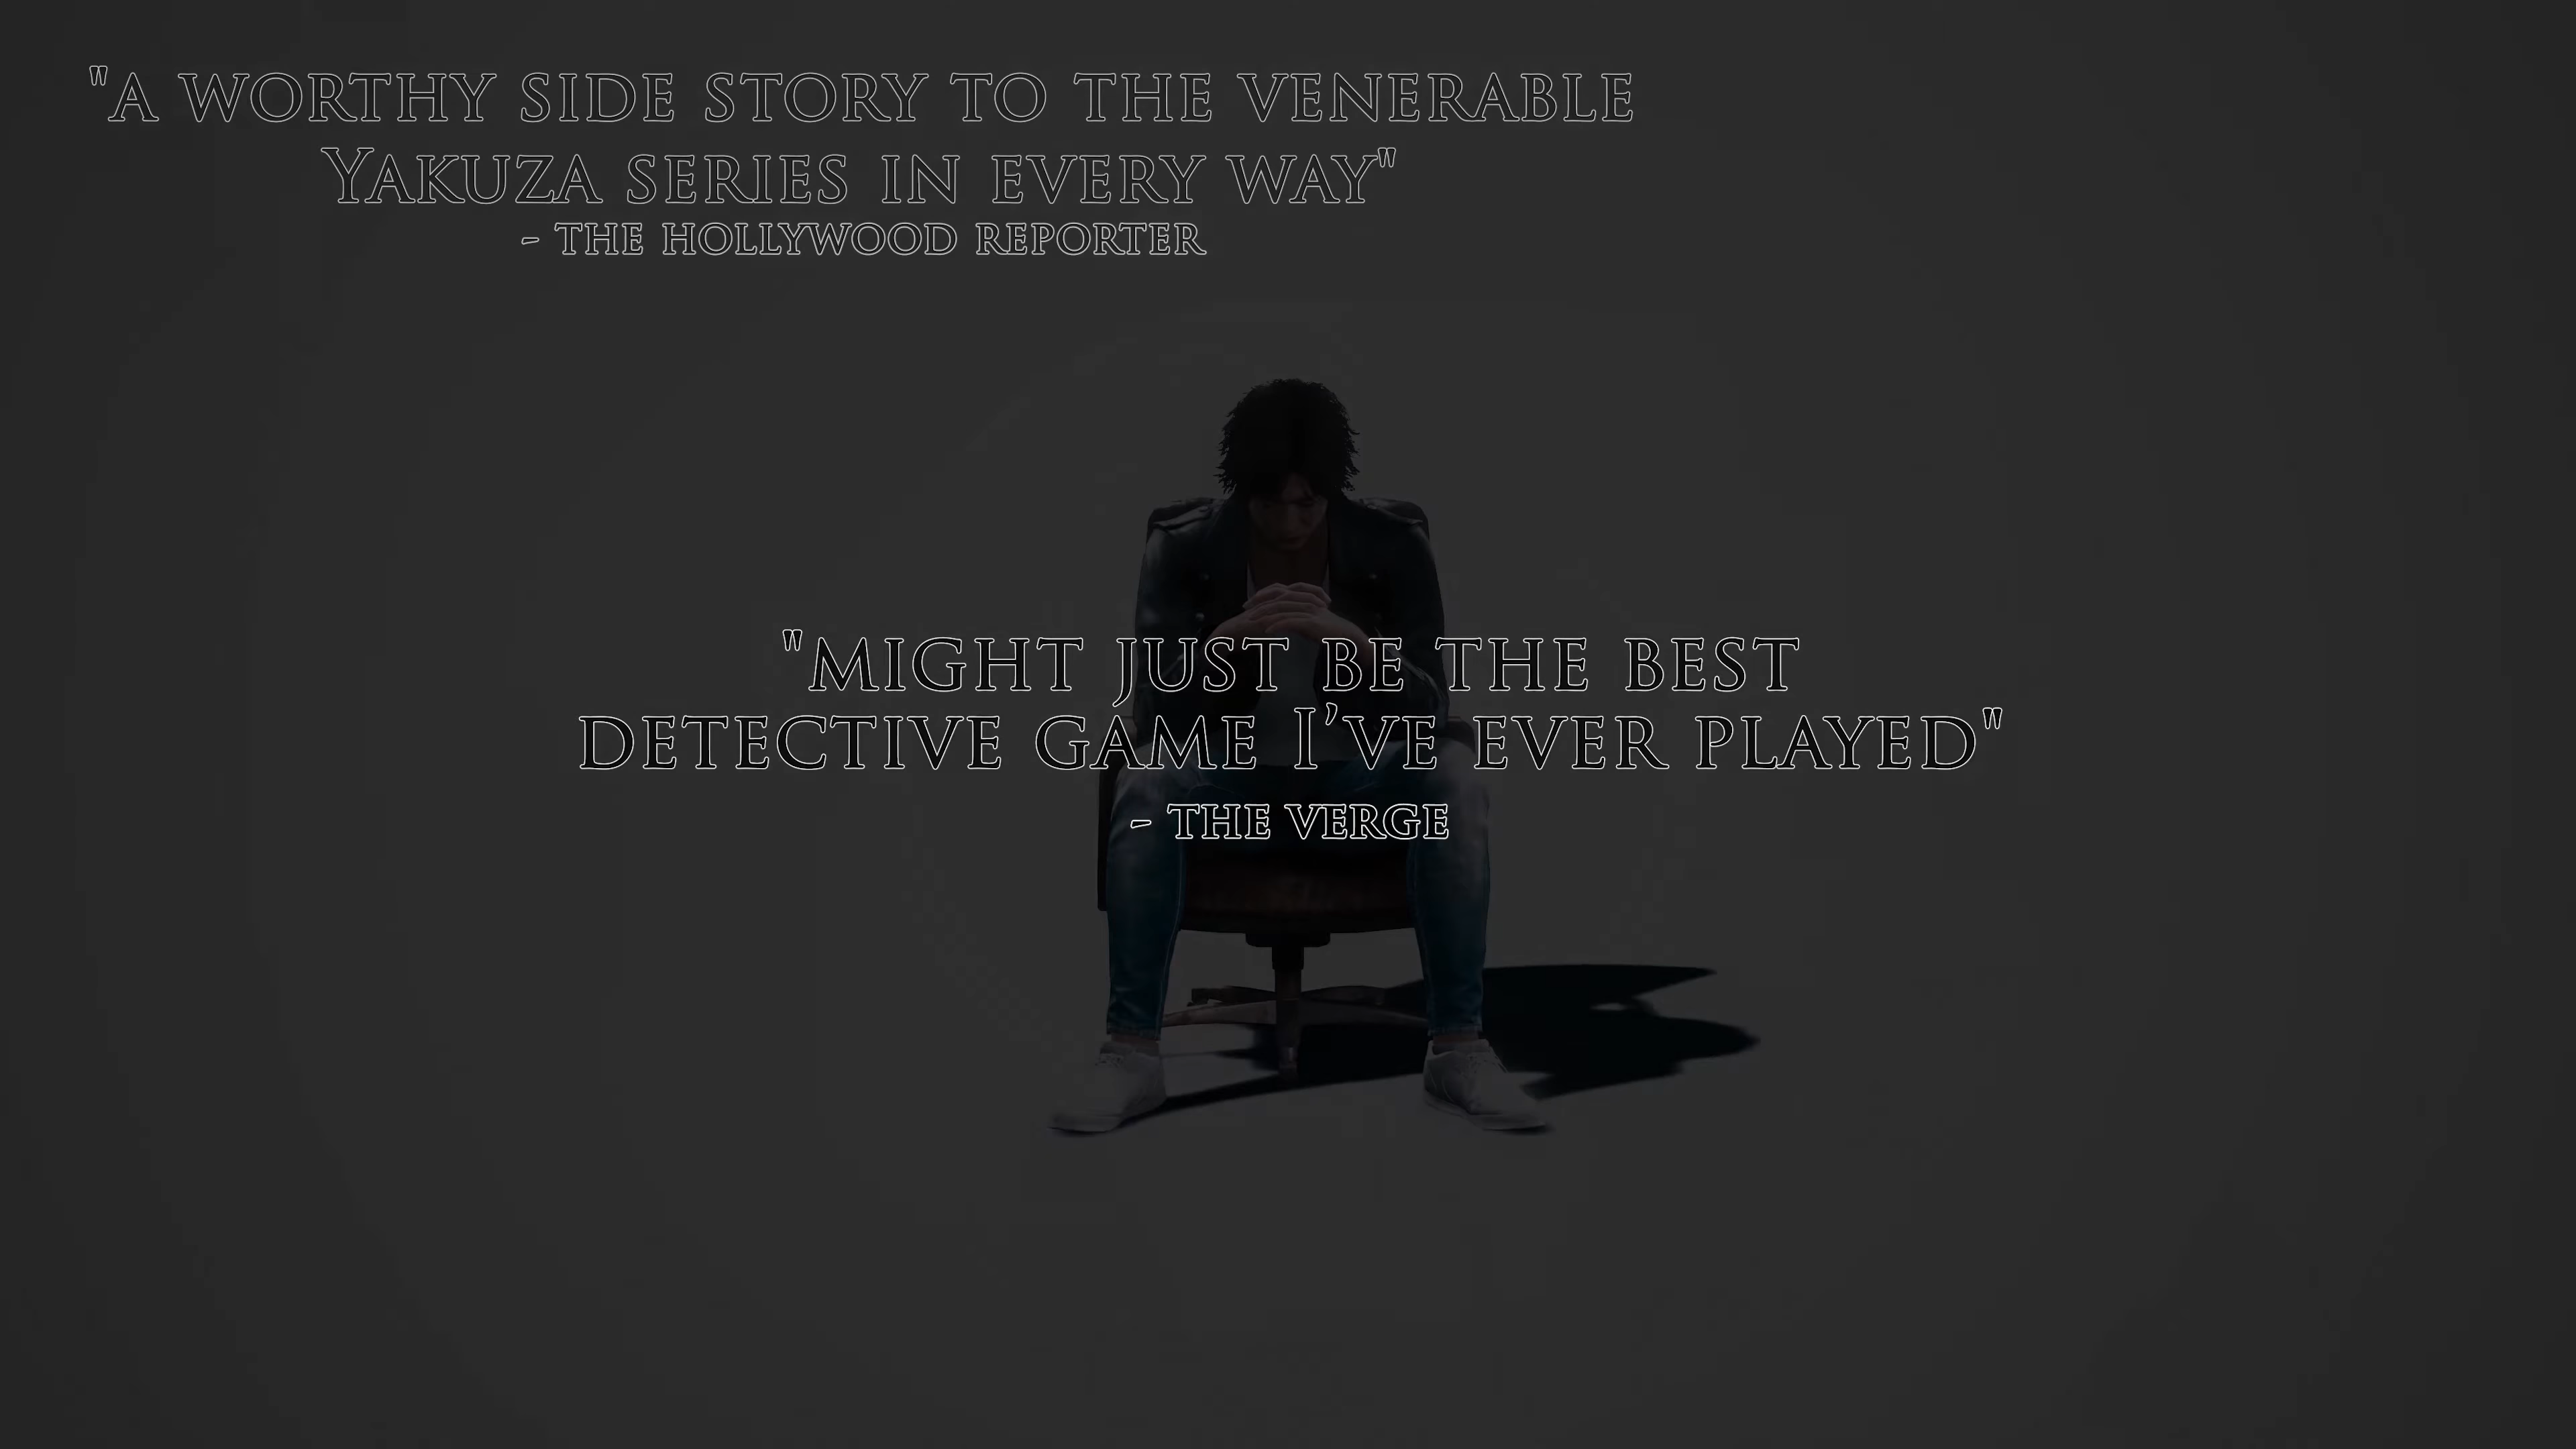 "A WORTHY SIDE STORY TO THE VENERABLE
YAKUZA SERIES IN EVERY WAY"
- THE HOLLYWOOD REPORTER
"MIGHT JUST BE THE BEST
DETECTIVE GAME I’VE EVER PLAYED"
- THE VERGE